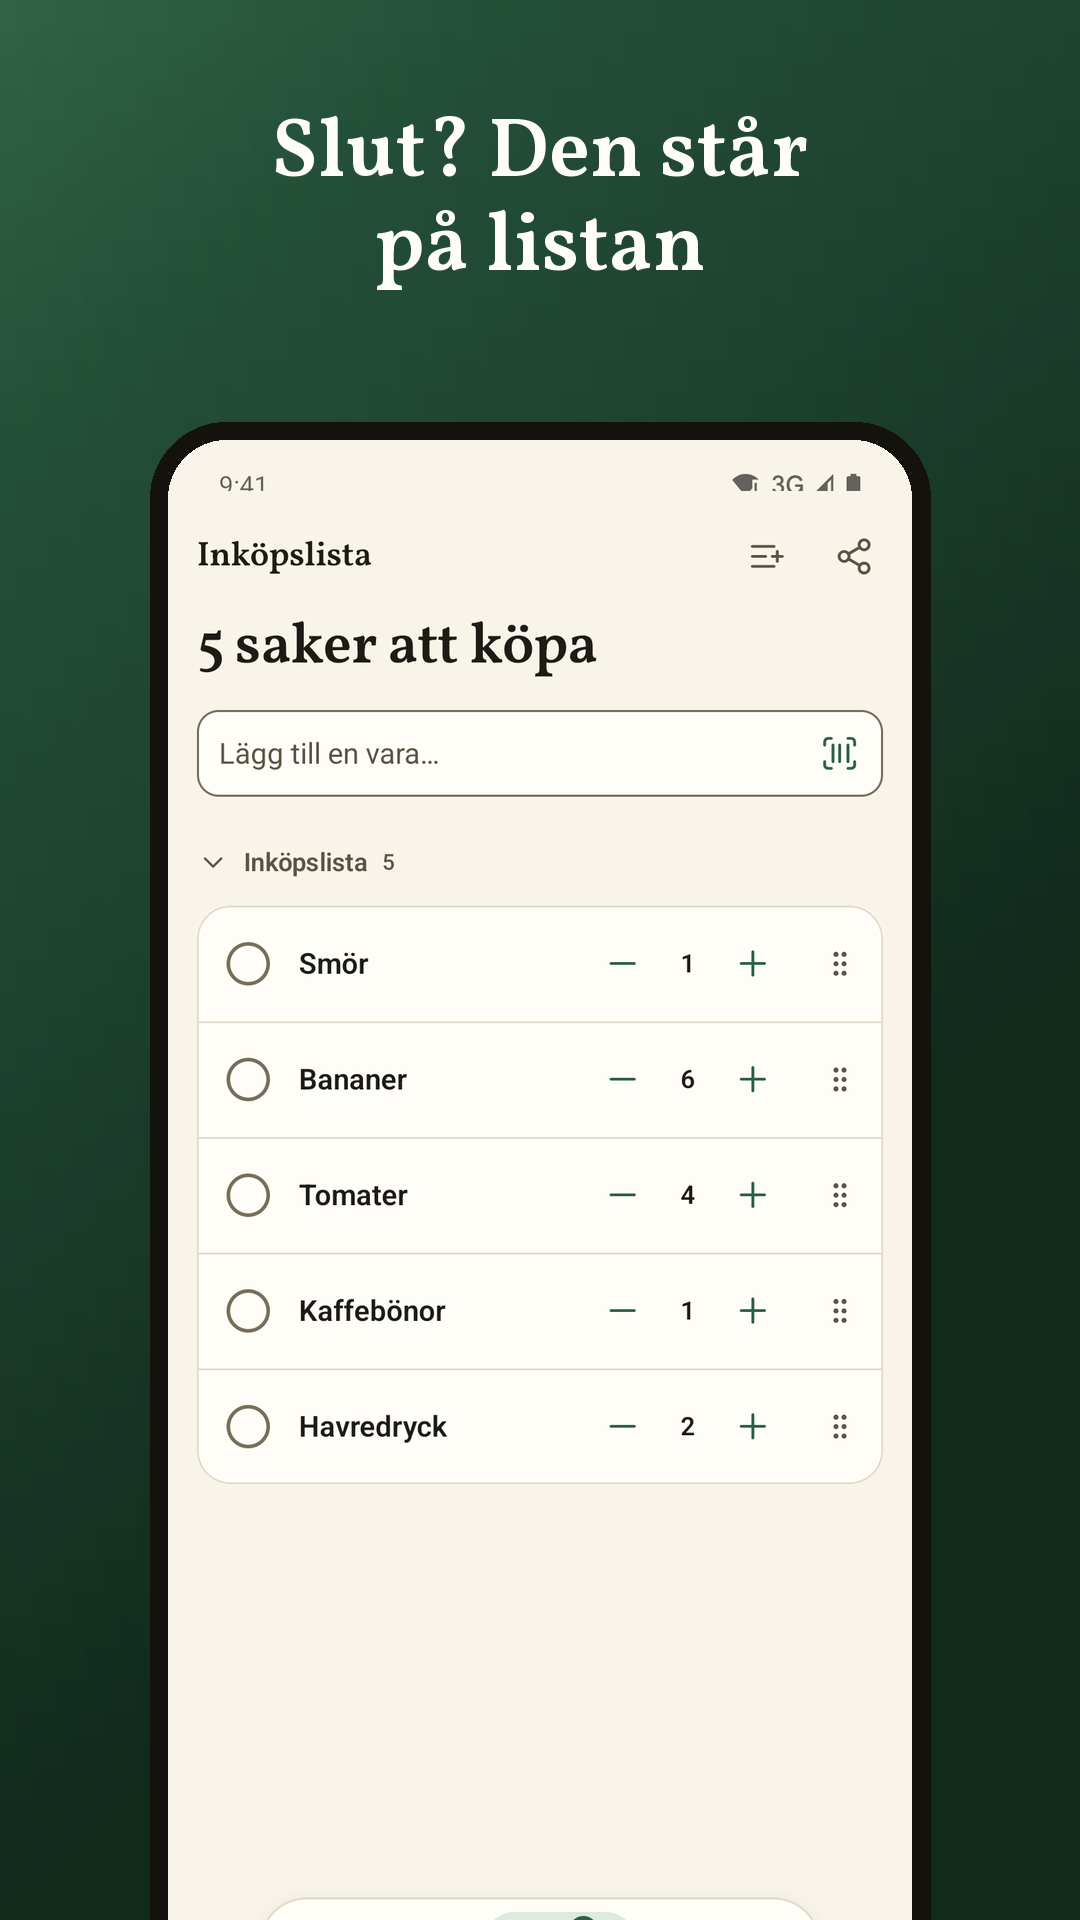 Slut? Den står
på listan
9:41
3G
Inköpslista
5 saker att köpa
Lägg till en vara...
Inköpslista 5
Smör 1
Bananer 6
Tomater 4
Kaffebönor 1
Havredryck 2